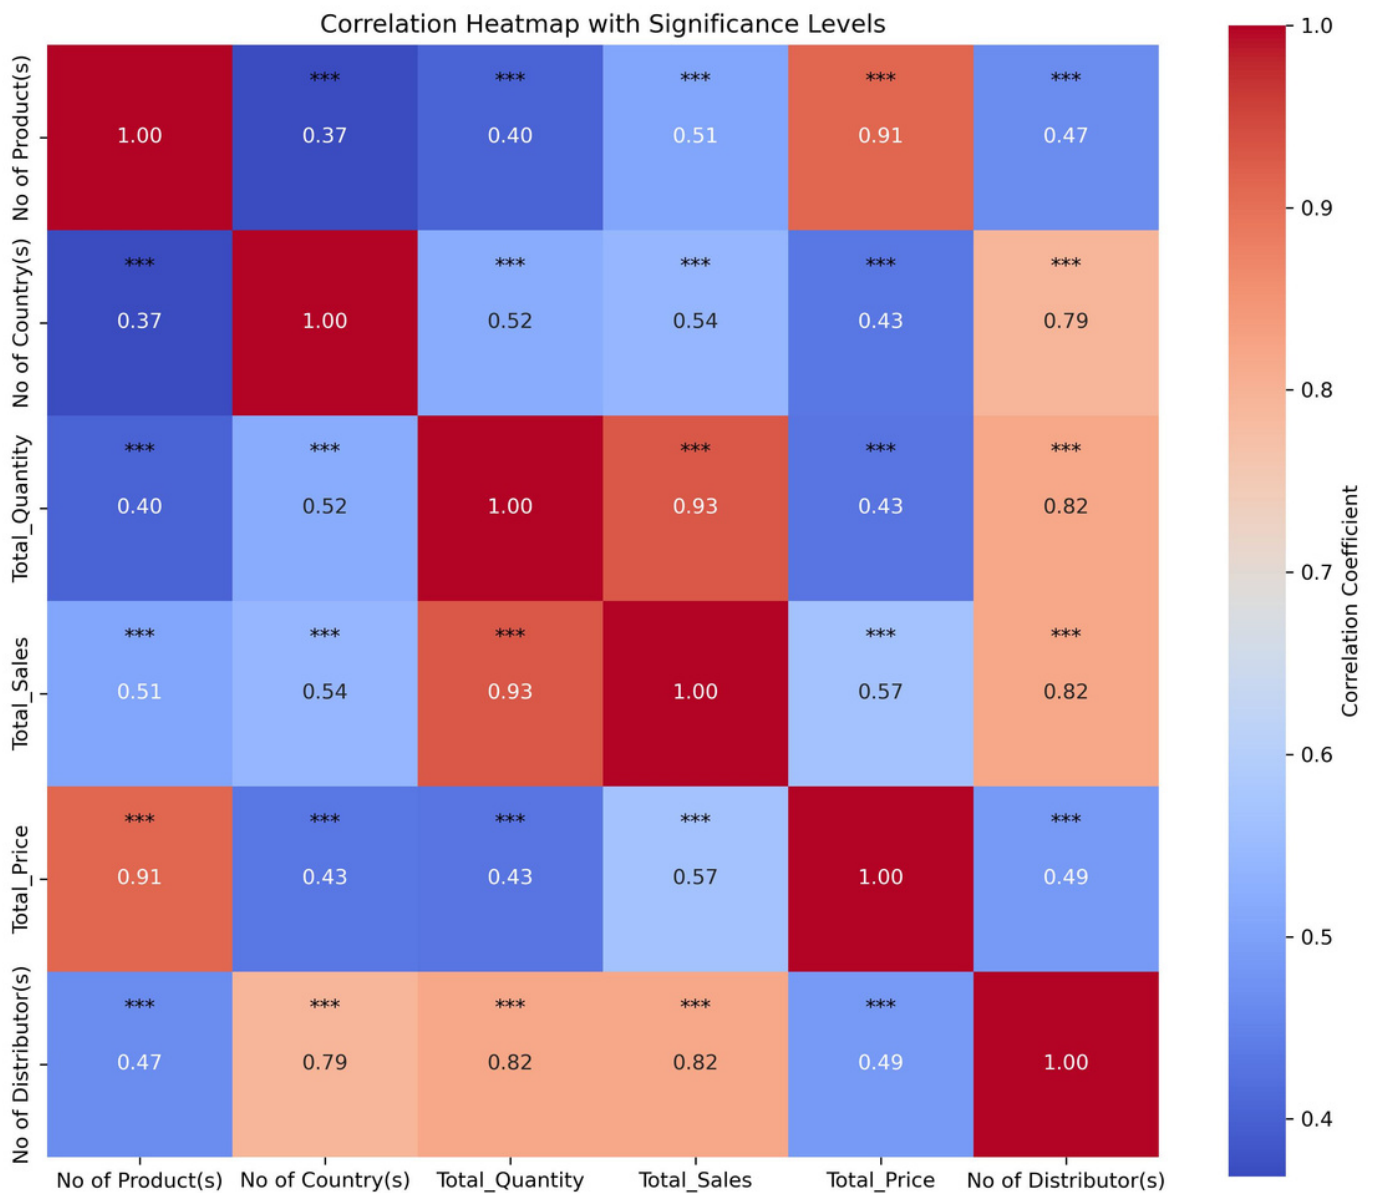 Correlation Heatmap with Significance Levels
No of Product(s)
1.00
*** *** *** *** ***
0.37 0.40 0.51 0.91 0.47
No of Country(s)
*** *** *** *** ***
0.37 1.00 0.52 0.54 0.43 0.79
Total_Quantity
*** *** *** *** ***
0.40 0.52 1.00 0.93 0.43 0.82
Total_Sales
*** *** *** *** ***
0.51 0.54 0.93 1.00 0.57 0.82
Total_Price
*** *** *** *** ***
0.91 0.43 0.43 0.57 1.00 0.49
No of Distributor(s)
*** *** *** *** ***
0.47 0.79 0.82 0.82 0.49 1.00
No of Product(s) No of Country(s) Total_Quantity Total_Sales Total_Price No of Distributor(s)
1.0
0.9
0.8
0.7
0.6
0.5
0.4
Correlation Coefficient